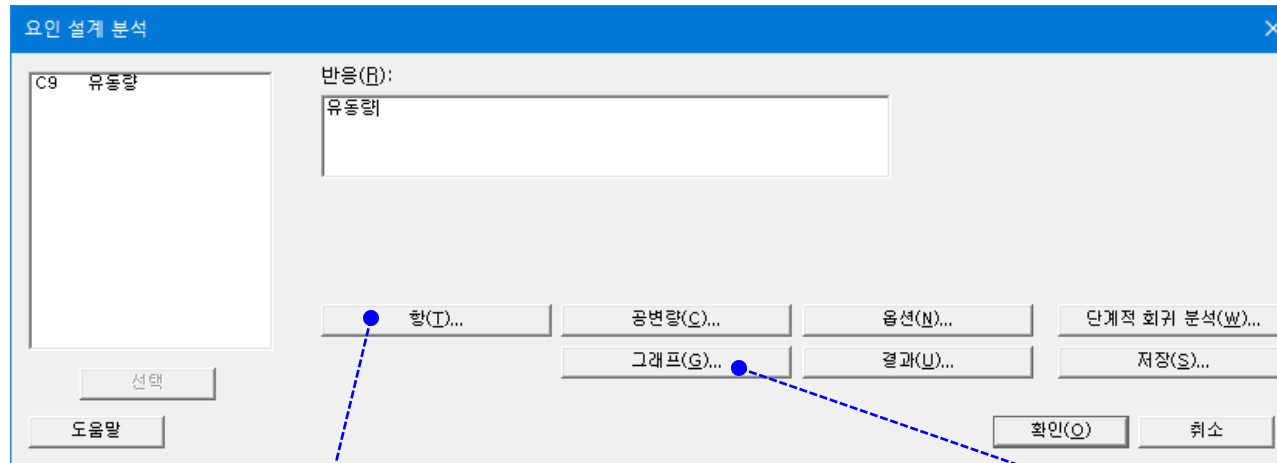 요인 설계 분석
C9 유동량
반응(R):
유동량
항(T)...
공변량(C)...
옵션(N)...
단계적 회귀 분석(W)...
그래프(G)...
결과(U)...
저장(S)...
선택
도움말
확인(O)
취소